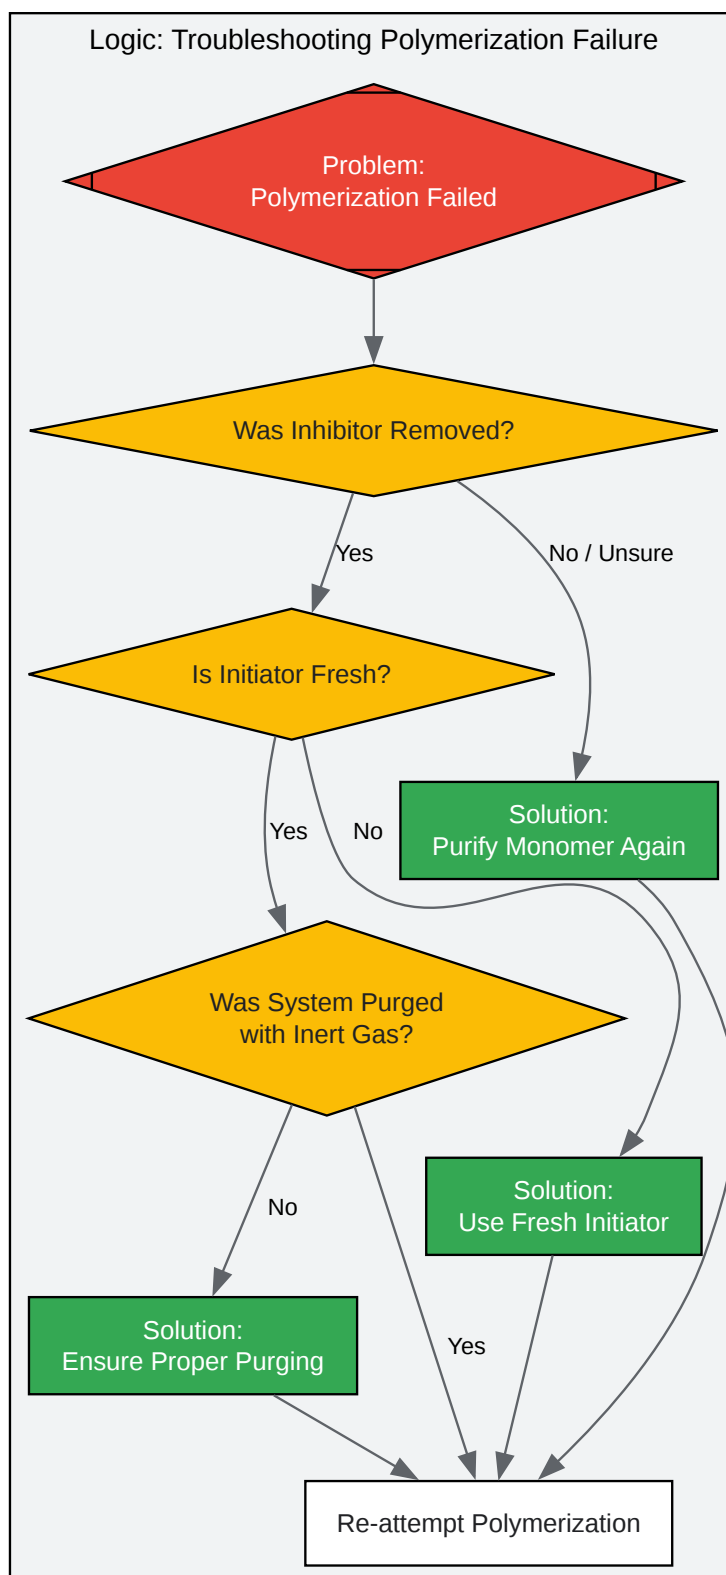 Logic: Troubleshooting Polymerization Failure
Problem:
Polymerization Failed
Was Inhibitor Removed?
Yes
No / Unsure
Is Initiator Fresh?
Solution:
Purify Monomer Again
Yes
No
Was System Purged
with Inert Gas?
Solution:
Use Fresh Initiator
No
Solution:
Ensure Proper Purging
Yes
Re-attempt Polymerization